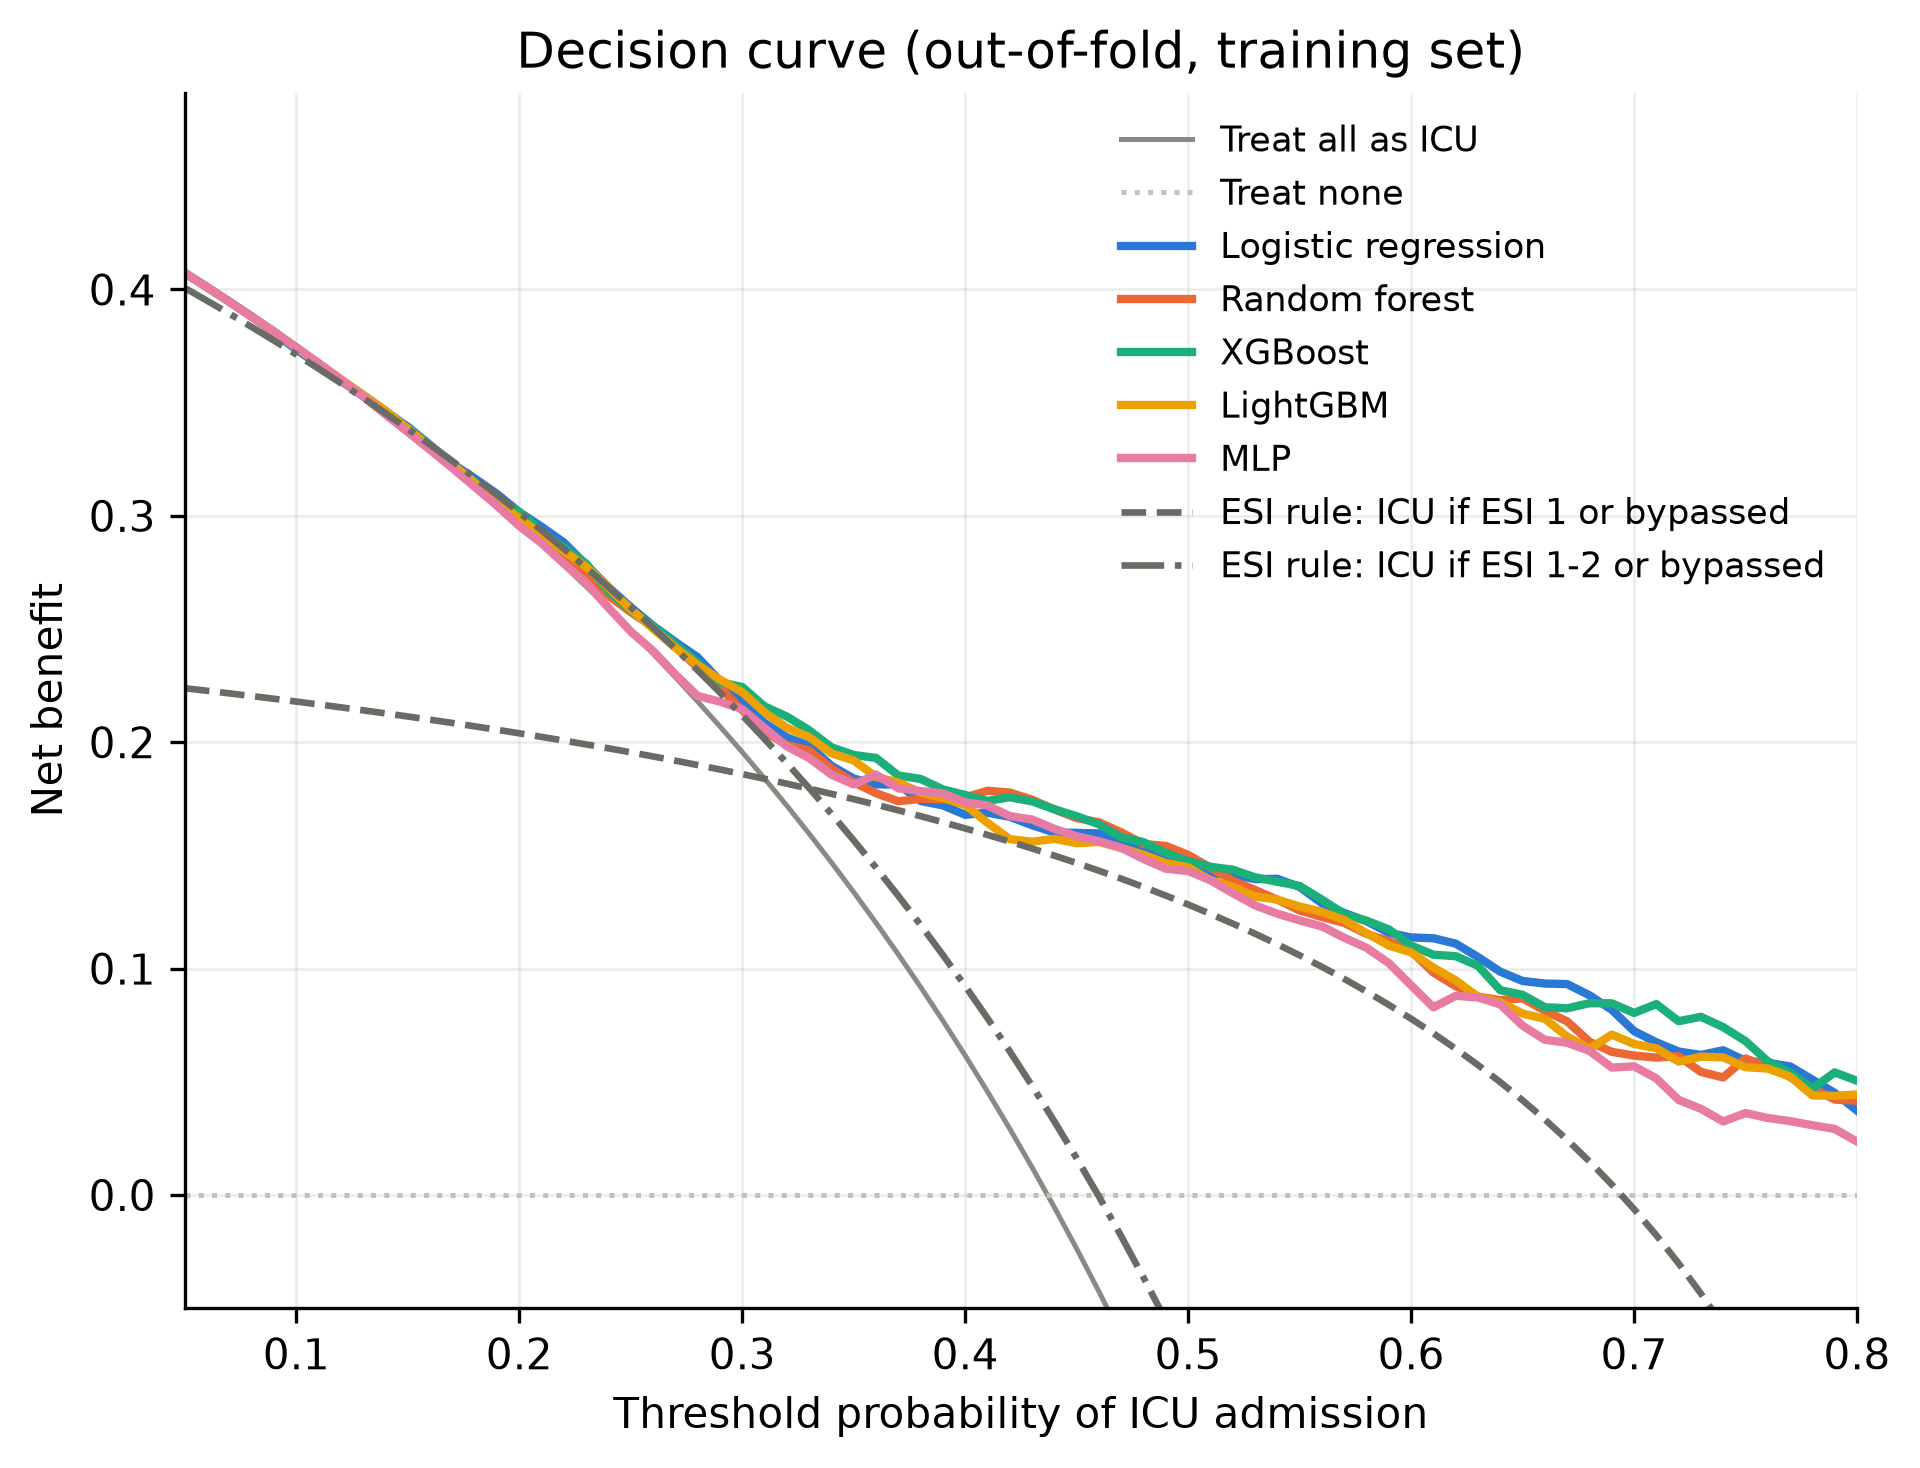 Decision curve (out-of-fold, training set)
Treat all as ICU
Treat none
Logistic regression
Random forest
XGBoost
LightGBM
MLP
ESI rule: ICU if ESI 1 or bypassed
ESI rule: ICU if ESI 1-2 or bypassed
Net benefit
0.4
0.3
0.2
0.1
0.0
0.1 0.2 0.3 0.4 0.5 0.6 0.7 0.8
Threshold probability of ICU admission